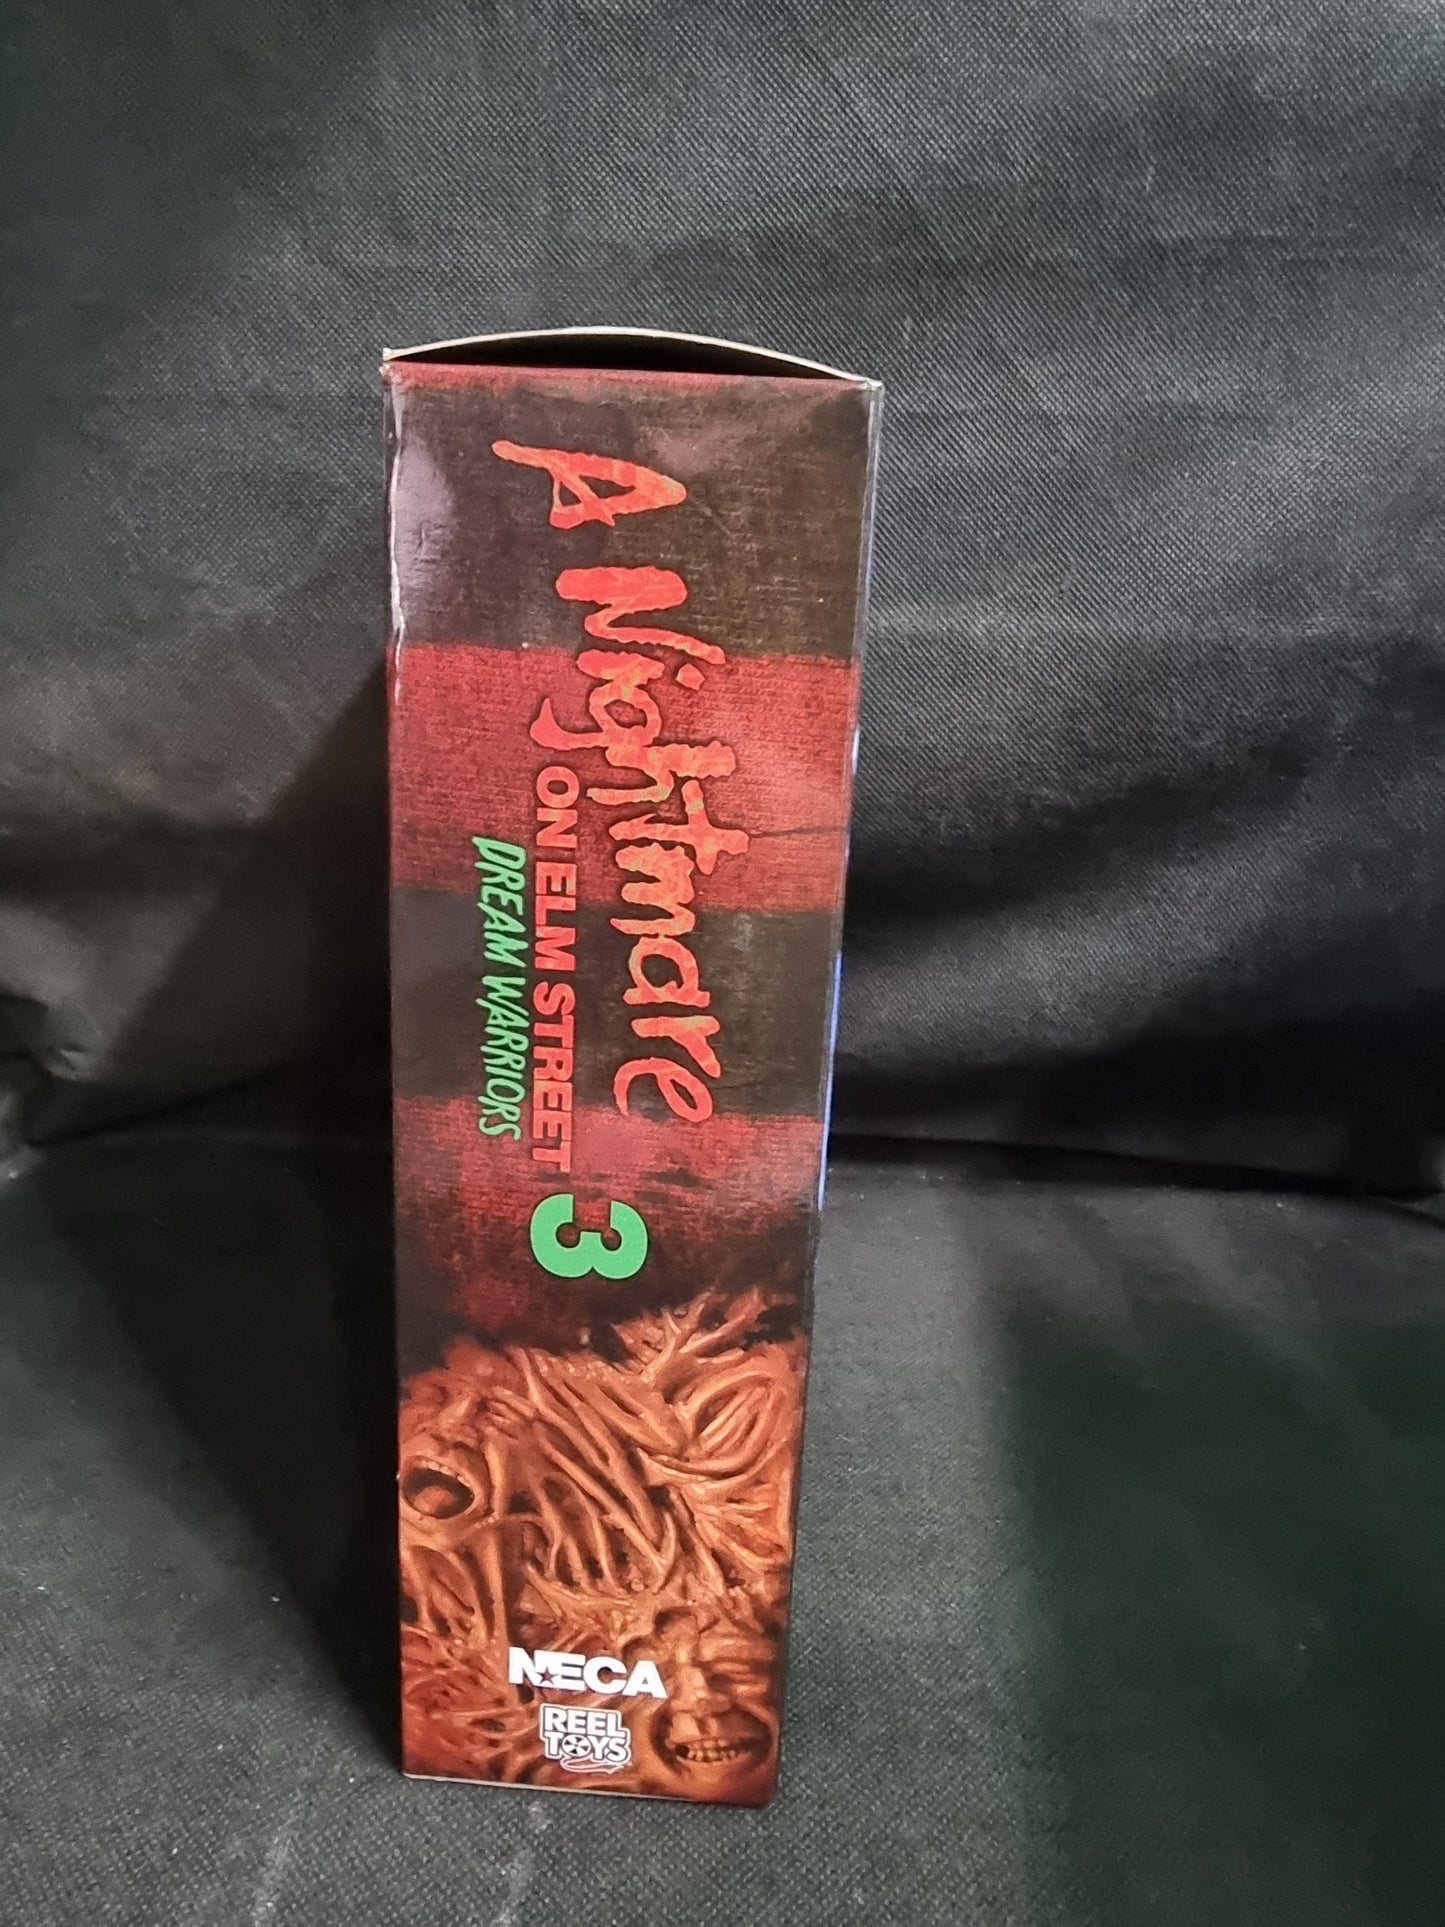 A Nightmare
ON ELM STREET 3
DREAM WARRIORS
NECA
REEL
TOYS